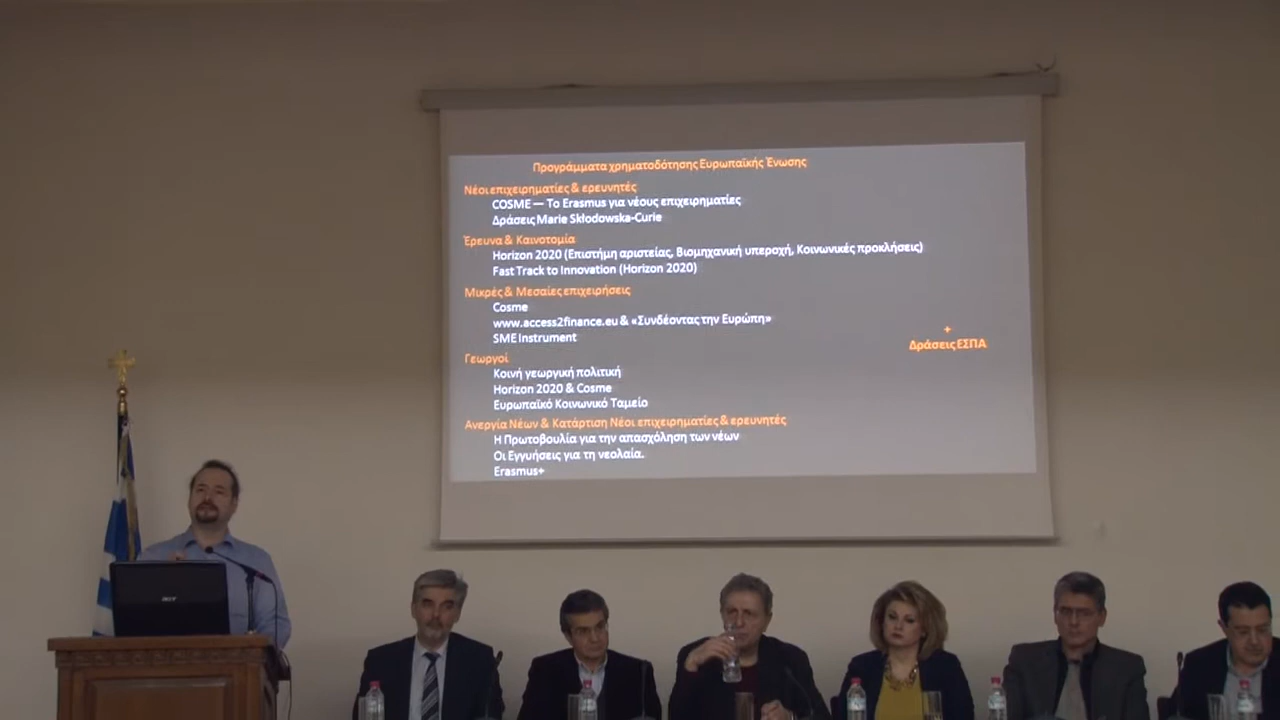 Προγράμματα χρηματοδότησης Ευρωπαϊκής Ένωσης
Νέοι επιχειρηματίες & ερευνητές
COSME — Το Erasmus για νέους επιχειρηματίες
Δράσεις Marie Skłodowska-Curie
Έρευνα & Καινοτομία
Horizon 2020 (Επιστήμη αριστείας, Βιομηχανική υπεροχή, Κοινωνικές προκλήσεις)
Fast Track to Innovation (Horizon 2020)
Μικρές & Μεσαίες επιχειρήσεις
Cosme
www.access2finance.eu & «Συνδέοντας την Ευρώπη»
SME Instrument
+
Δράσεις ΕΣΠΑ
Γεωργοί
Κοινή γεωργική πολιτική
Horizon 2020 & Cosme
Ευρωπαϊκό Κοινωνικό Ταμείο
Ανεργία Νέων & Κατάρτιση Νέοι επιχειρηματίες & ερευνητές
Η Πρωτοβουλία για την απασχόληση των νέων
Οι Εγγυήσεις για τη νεολαία.
Erasmus+
acer